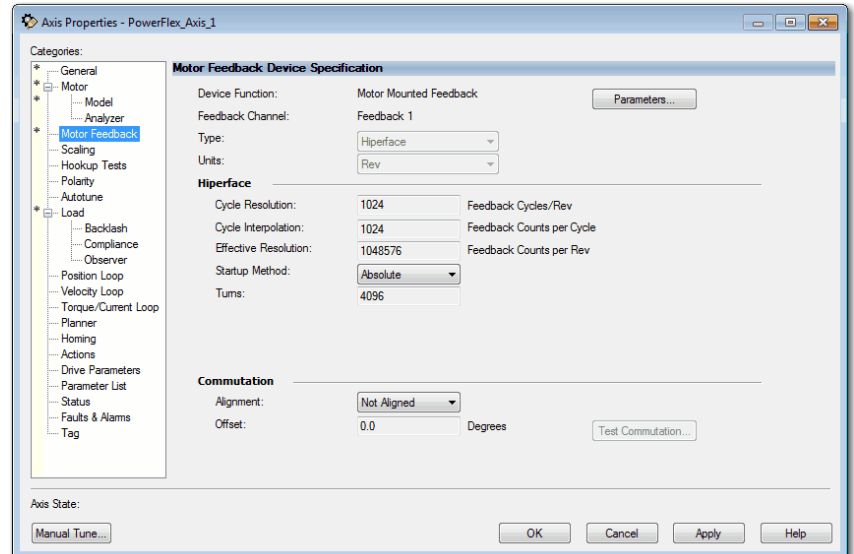 Axis Properties - PowerFlex_Axis_1
Categories:
* General
* Motor
* Model
Analyzer
* Motor Feedback
Scaling
Hookup Tests
Polarity
Autotune
* Load
Backlash
Compliance
Observer
Position Loop
Velocity Loop
Torque/Current Loop
Planner
Homing
Actions
Drive Parameters
Parameter List
Status
Faults & Alarms
Tag
Motor Feedback Device Specification
Device Function: Motor Mounted Feedback Parameters...
Feedback Channel: Feedback 1
Type: Hiperface
Units: Rev
Hiperface
Cycle Resolution: 1024 Feedback Cycles/Rev
Cycle Interpolation: 1024 Feedback Counts per Cycle
Effective Resolution: 1048576 Feedback Counts per Rev
Startup Method: Absolute
Turns: 4096
Commutation
Alignment: Not Aligned
Offset: 0.0 Degrees Test Commutation...
Axis State:
Manual Tune... OK Cancel Apply Help